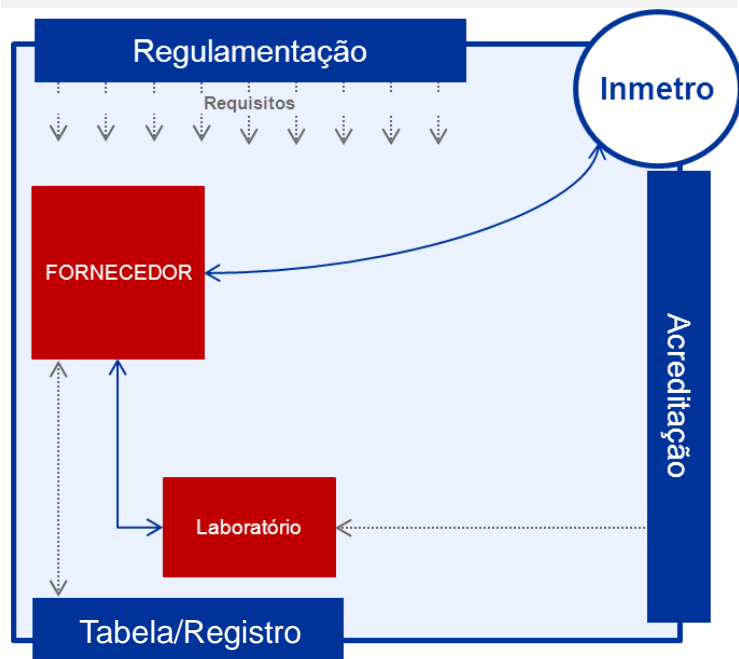 Regulamentação
Inmetro
Requisitos
FORNECEDOR
Acreditação
Laboratório
Tabela/Registro